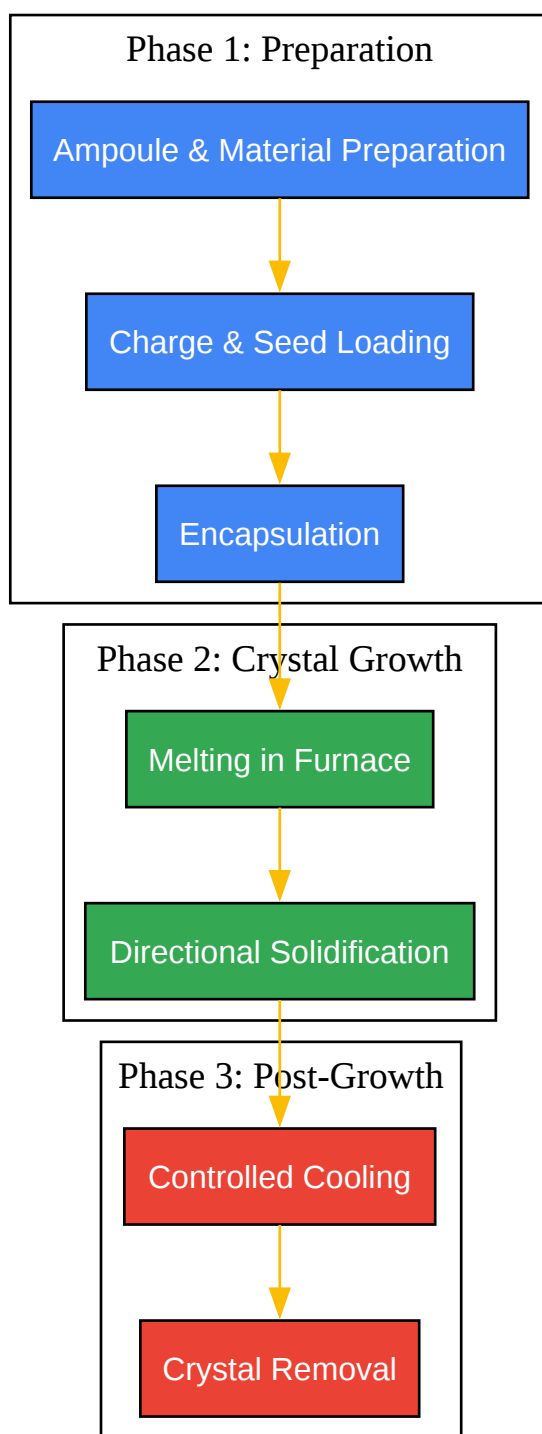 Phase 1: Preparation
Ampoule & Material Preparation
Charge & Seed Loading
Encapsulation
Phase 2: Crystal Growth
Melting in Furnace
Directional Solidification
Phase 3: Post-Growth
Controlled Cooling
Crystal Removal